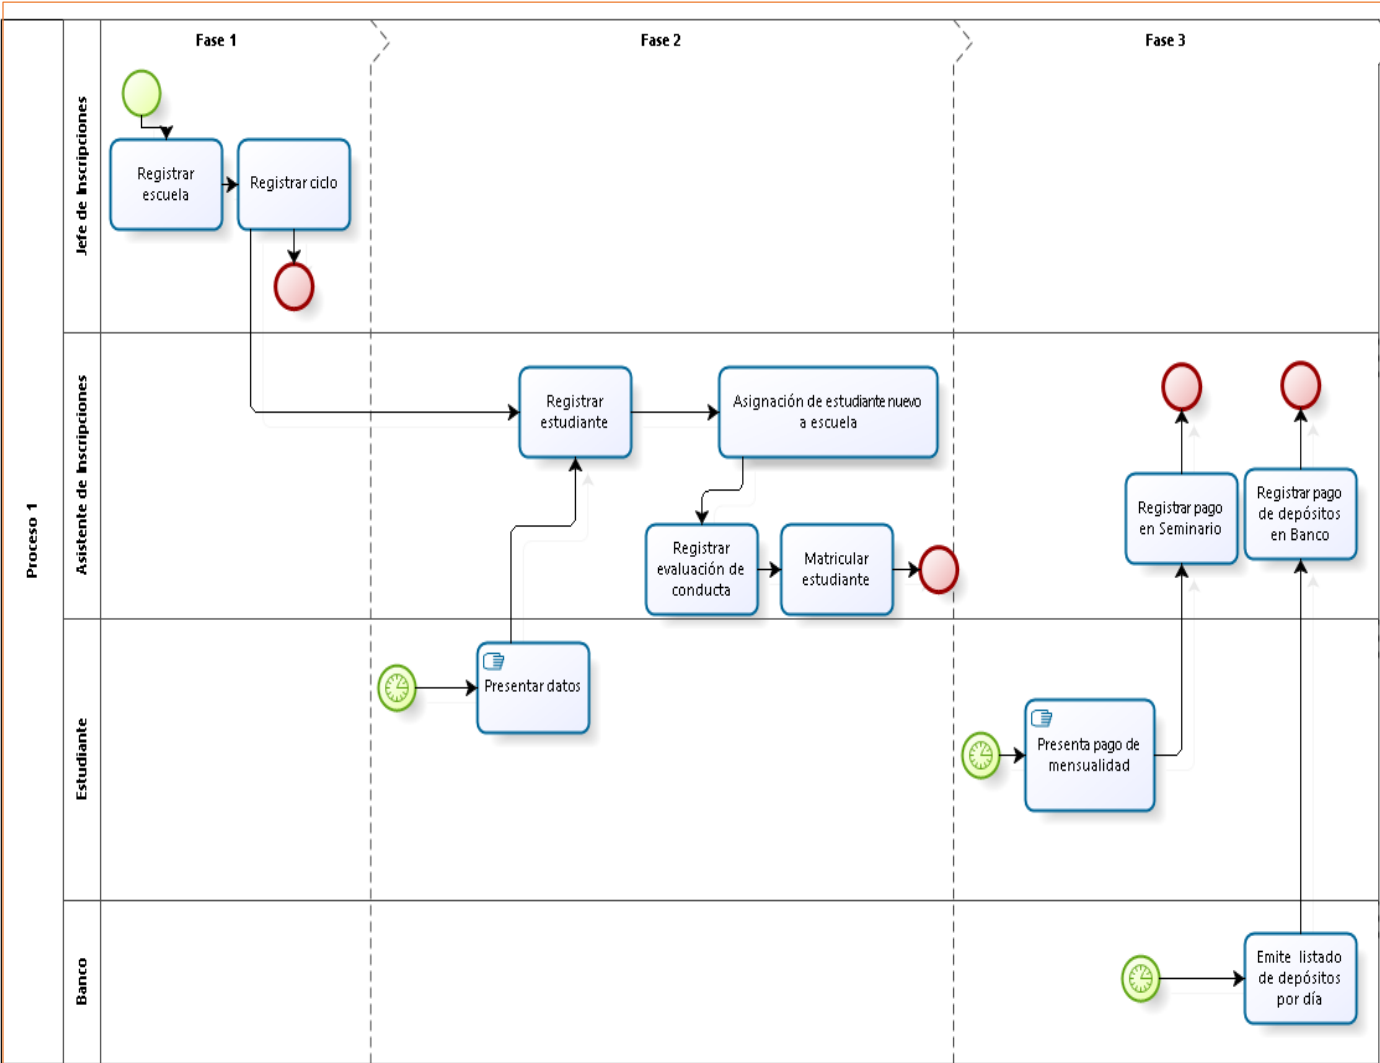 Fase 1
Fase 2
Fase 3
Proceso 1
Jefe de Inscripciones
Registrar
escuela
Registrar ciclo
Asistente de Inscripciones
Registrar
estudiante
Asignación de estudiante nuevo
a escuela
Registrar
evaluación de
conducta
Matricular
estudiante
Registrar pago
en Seminario
Registrar pago
de depósitos
en Banco
Estudiante
Presentar datos
Presenta pago de
mensualidad
Banco
Emite listado
de depósitos
por día